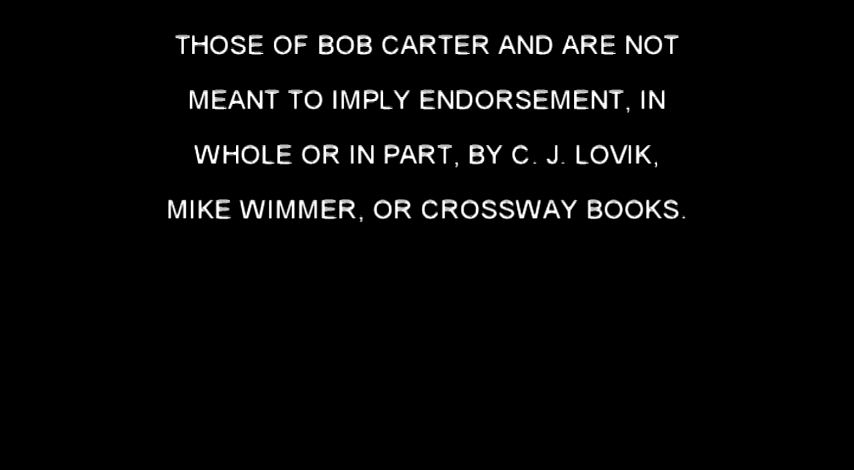 THOSE OF BOB CARTER AND ARE NOT
MEANT TO IMPLY ENDORSEMENT, IN
WHOLE OR IN PART, BY C. J. LOVIK,
MIKE WIMMER, OR CROSSWAY BOOKS.